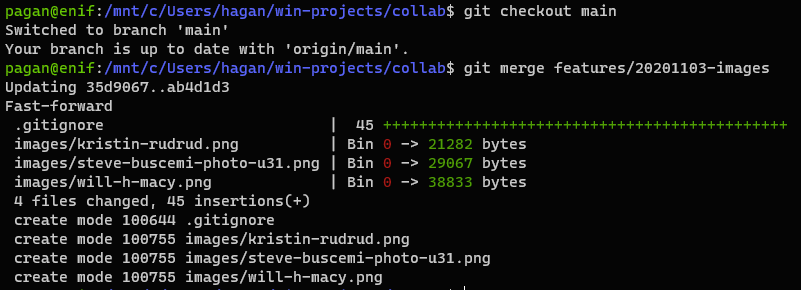 pagan@enif:/mnt/c/Users/hagan/win-projects/collab$ git checkout main
Switched to branch 'main'
Your branch is up to date with 'origin/main'.
pagan@enif:/mnt/c/Users/hagan/win-projects/collab$ git merge features/20201103-images
Updating 35d9067..ab4d1d3
Fast-forward
 .gitignore                         |  45 +++++++++++++++++++++++++++++++++++++++++++++
 images/kristin-rudrud.png          | Bin 0 -> 21282 bytes
 images/steve-buscemi-photo-u31.png | Bin 0 -> 29067 bytes
 images/will-h-macy.png             | Bin 0 -> 38833 bytes
 4 files changed, 45 insertions(+)
 create mode 100644 .gitignore
 create mode 100755 images/kristin-rudrud.png
 create mode 100755 images/steve-buscemi-photo-u31.png
 create mode 100755 images/will-h-macy.png